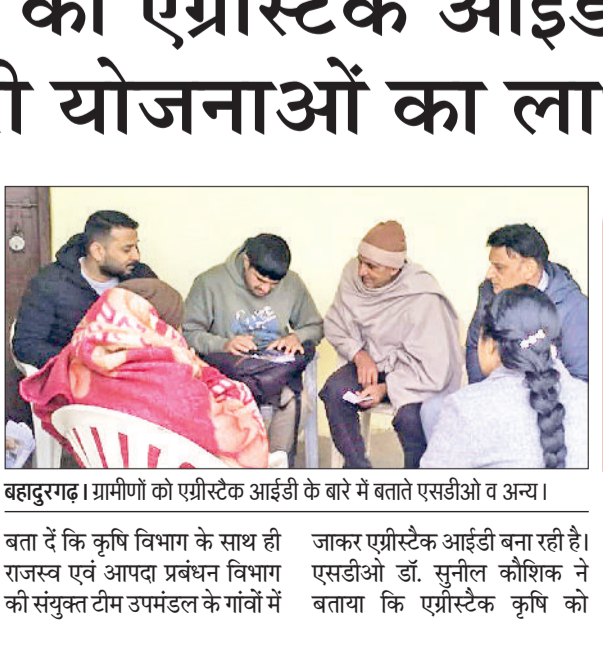 को एग्रीस्टैक आईड
ी योजनाओं का ला
बहादुरगढ़। ग्रामीणों को एग्रीस्टैक आईडी के बारे में बताते एसडीओ व अन्य।
बता दें कि कृषि विभाग के साथ ही
राजस्व एवं आपदा प्रबंधन विभाग
की संयुक्त टीम उपमंडल के गांवों में
जाकर एग्रीस्टैक आईडी बना रही है।
एसडीओ डॉ. सुनील कौशिक ने
बताया कि एग्रीस्टैक कृषि को